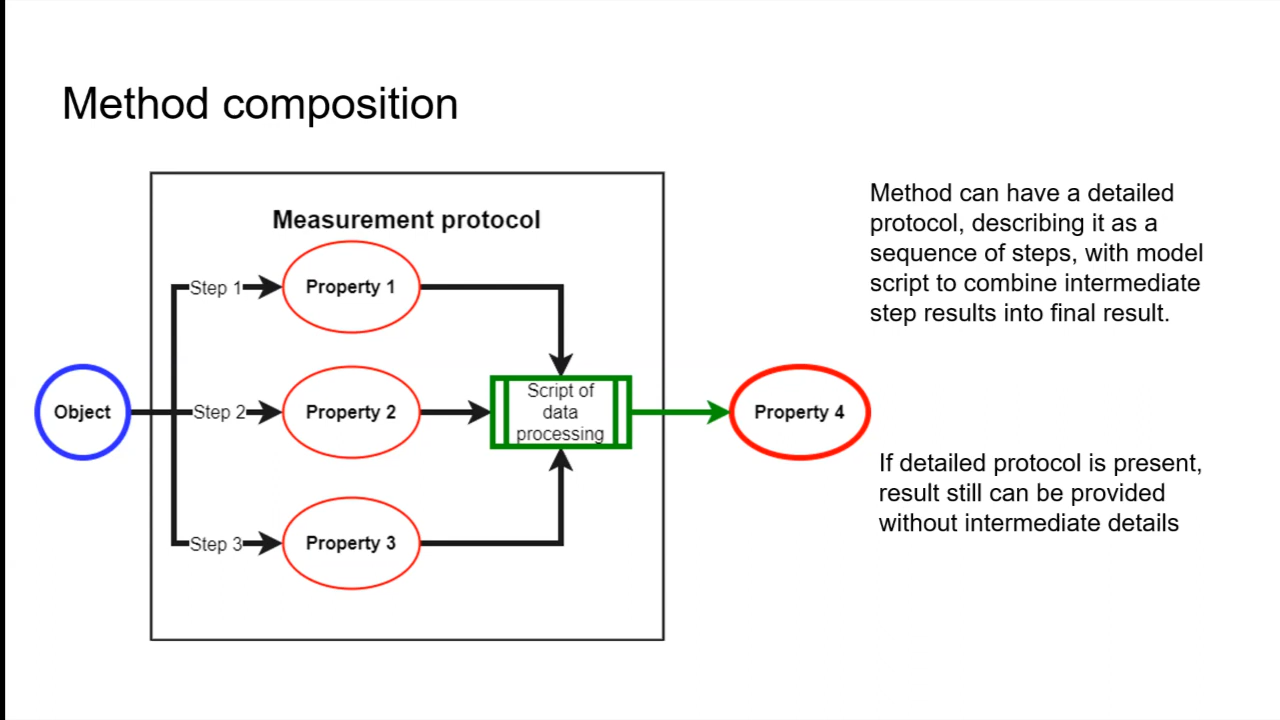 Method composition
Measurement protocol
Step 1
Property 1
Object
Step 2
Property 2
Script of
data
processing
Property 4
Step 3
Property 3
Method can have a detailed
protocol, describing it as a
sequence of steps, with model
script to combine intermediate
step results into final result.
If detailed protocol is present,
result still can be provided
without intermediate details